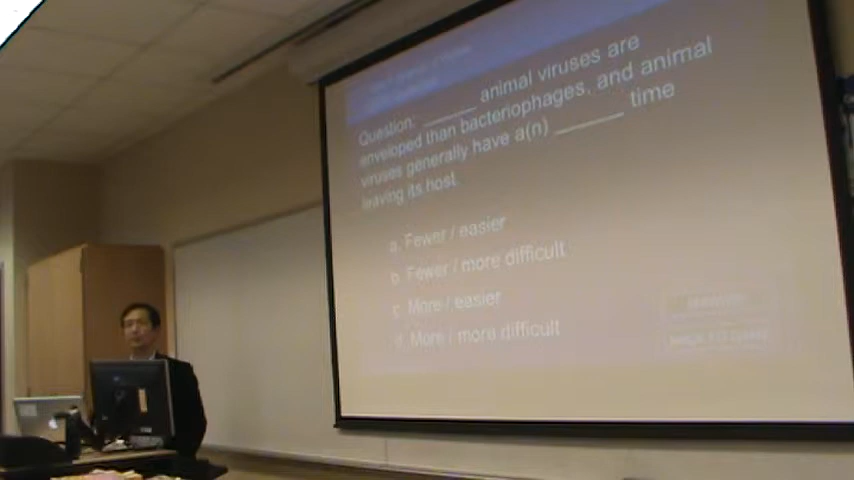 Question: ______ animal viruses are
enveloped than bacteriophages, and animal
viruses generally have a(n) ______ time
leaving its host.
a. Fewer / easier
b. Fewer / more difficult
c. More / easier
d. More / more difficult